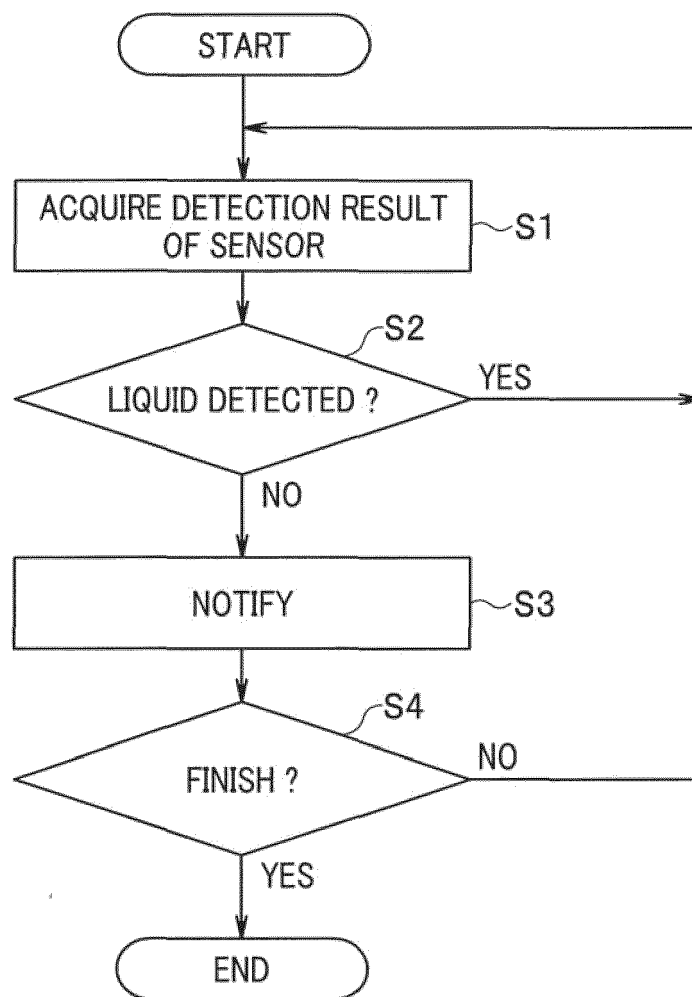 START
ACQUIRE DETECTION RESULT
OF SENSOR
S1
S2
LIQUID DETECTED ?
YES
NO
NOTIFY
S3
S4
FINISH ?
NO
YES
END